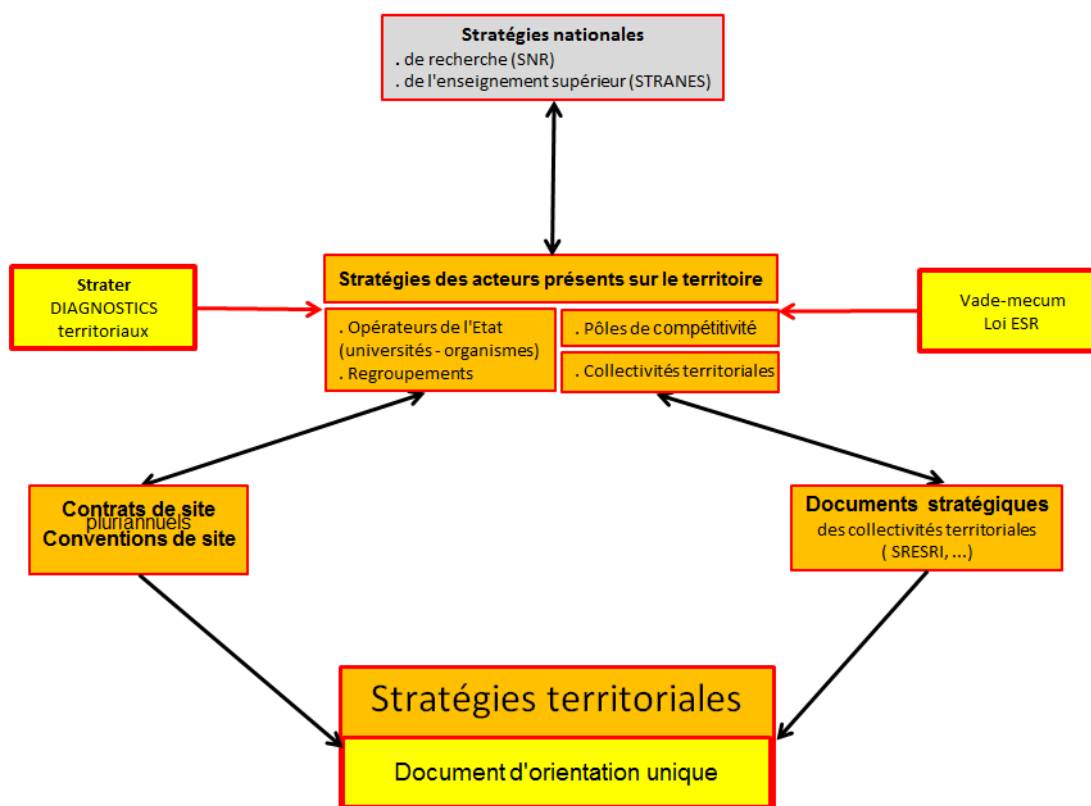 Stratégies nationales
. de recherche (SNR)
. de l'enseignement supérieur (STRANES)
Strater
DIAGNOSTICS
territoriaux
Stratégies des acteurs présents sur le territoire
. Opérateurs de l'Etat
(universités - organismes)
. Regroupements
. Pôles de compétitivité
. Collectivités territoriales
Vade-mecum
Loi ESR
Contrats de site
pluriannuels
Conventions de site
Documents stratégiques
des collectivités territoriales
( SRESRI, ...)
Stratégies territoriales
Document d'orientation unique